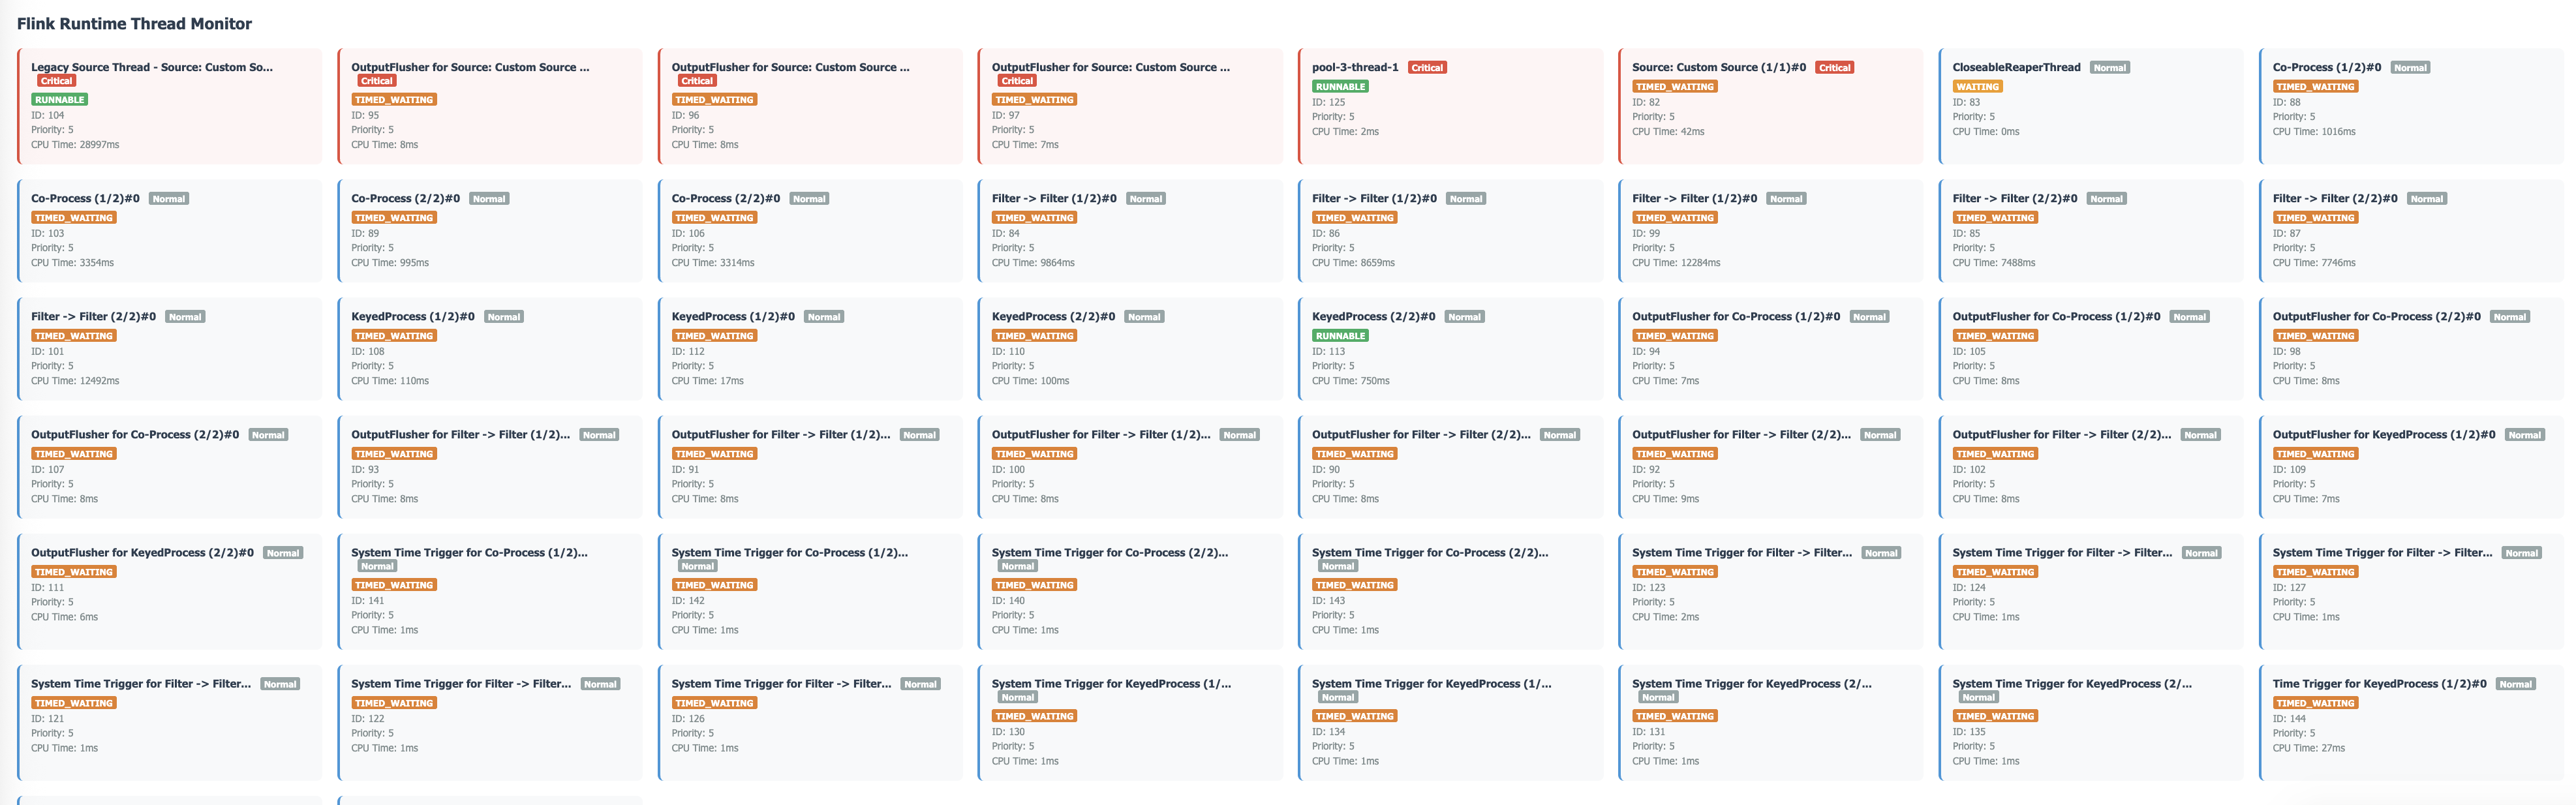 Flink Runtime Thread Monitor
Legacy Source Thread - Source: Custom So...
Critical
RUNNABLE
ID: 104
Priority: 5
CPU Time: 28997ms
OutputFlusher for Source: Custom Source ...
Critical
TIMED_WAITING
ID: 95
Priority: 5
CPU Time: 8ms
OutputFlusher for Source: Custom Source ...
Critical
TIMED_WAITING
ID: 96
Priority: 5
CPU Time: 8ms
OutputFlusher for Source: Custom Source ...
Critical
TIMED_WAITING
ID: 97
Priority: 5
CPU Time: 7ms
pool-3-thread-1 Critical
RUNNABLE
ID: 125
Priority: 5
CPU Time: 2ms
Source: Custom Source (1/1)#0 Critical
TIMED_WAITING
ID: 82
Priority: 5
CPU Time: 42ms
CloseableReaperThread Normal
WAITING
ID: 83
Priority: 5
CPU Time: 0ms
Co-Process (1/2)#0 Normal
TIMED_WAITING
ID: 88
Priority: 5
CPU Time: 1016ms
Co-Process (1/2)#0 Normal
TIMED_WAITING
ID: 103
Priority: 5
CPU Time: 3354ms
Co-Process (2/2)#0 Normal
TIMED_WAITING
ID: 89
Priority: 5
CPU Time: 995ms
Co-Process (2/2)#0 Normal
TIMED_WAITING
ID: 106
Priority: 5
CPU Time: 3314ms
Filter -> Filter (1/2)#0 Normal
TIMED_WAITING
ID: 84
Priority: 5
CPU Time: 9864ms
Filter -> Filter (1/2)#0 Normal
TIMED_WAITING
ID: 86
Priority: 5
CPU Time: 8659ms
Filter -> Filter (1/2)#0 Normal
TIMED_WAITING
ID: 99
Priority: 5
CPU Time: 12284ms
Filter -> Filter (2/2)#0 Normal
TIMED_WAITING
ID: 85
Priority: 5
CPU Time: 7488ms
Filter -> Filter (2/2)#0 Normal
TIMED_WAITING
ID: 87
Priority: 5
CPU Time: 7746ms
Filter -> Filter (2/2)#0 Normal
TIMED_WAITING
ID: 101
Priority: 5
CPU Time: 12492ms
KeyedProcess (1/2)#0 Normal
TIMED_WAITING
ID: 108
Priority: 5
CPU Time: 110ms
KeyedProcess (1/2)#0 Normal
TIMED_WAITING
ID: 112
Priority: 5
CPU Time: 17ms
KeyedProcess (2/2)#0 Normal
TIMED_WAITING
ID: 110
Priority: 5
CPU Time: 100ms
KeyedProcess (2/2)#0 Normal
RUNNABLE
ID: 113
Priority: 5
CPU Time: 750ms
OutputFlusher for Co-Process (1/2)#0 Normal
TIMED_WAITING
ID: 94
Priority: 5
CPU Time: 7ms
OutputFlusher for Co-Process (1/2)#0 Normal
TIMED_WAITING
ID: 105
Priority: 5
CPU Time: 8ms
OutputFlusher for Co-Process (2/2)#0 Normal
TIMED_WAITING
ID: 98
Priority: 5
CPU Time: 8ms
OutputFlusher for Co-Process (2/2)#0 Normal
TIMED_WAITING
ID: 107
Priority: 5
CPU Time: 8ms
OutputFlusher for Filter -> Filter (1/2)... Normal
TIMED_WAITING
ID: 93
Priority: 5
CPU Time: 8ms
OutputFlusher for Filter -> Filter (1/2)... Normal
TIMED_WAITING
ID: 91
Priority: 5
CPU Time: 8ms
OutputFlusher for Filter -> Filter (1/2)... Normal
TIMED_WAITING
ID: 100
Priority: 5
CPU Time: 8ms
OutputFlusher for Filter -> Filter (2/2)... Normal
TIMED_WAITING
ID: 90
Priority: 5
CPU Time: 8ms
OutputFlusher for Filter -> Filter (2/2)... Normal
TIMED_WAITING
ID: 92
Priority: 5
CPU Time: 9ms
OutputFlusher for Filter -> Filter (2/2)... Normal
TIMED_WAITING
ID: 102
Priority: 5
CPU Time: 8ms
OutputFlusher for KeyedProcess (1/2)#0 Normal
TIMED_WAITING
ID: 109
Priority: 5
CPU Time: 7ms
OutputFlusher for KeyedProcess (2/2)#0 Normal
TIMED_WAITING
ID: 111
Priority: 5
CPU Time: 6ms
System Time Trigger for Co-Process (1/2)...
Normal
TIMED_WAITING
ID: 141
Priority: 5
CPU Time: 1ms
System Time Trigger for Co-Process (1/2)...
Normal
TIMED_WAITING
ID: 142
Priority: 5
CPU Time: 1ms
System Time Trigger for Co-Process (2/2)...
Normal
TIMED_WAITING
ID: 140
Priority: 5
CPU Time: 1ms
System Time Trigger for Co-Process (2/2)...
Normal
TIMED_WAITING
ID: 143
Priority: 5
CPU Time: 1ms
System Time Trigger for Filter -> Filter... Normal
TIMED_WAITING
ID: 123
Priority: 5
CPU Time: 2ms
System Time Trigger for Filter -> Filter... Normal
TIMED_WAITING
ID: 124
Priority: 5
CPU Time: 1ms
System Time Trigger for Filter -> Filter... Normal
TIMED_WAITING
ID: 127
Priority: 5
CPU Time: 1ms
System Time Trigger for Filter -> Filter... Normal
TIMED_WAITING
ID: 121
Priority: 5
CPU Time: 1ms
System Time Trigger for Filter -> Filter... Normal
TIMED_WAITING
ID: 122
Priority: 5
CPU Time: 1ms
System Time Trigger for Filter -> Filter... Normal
TIMED_WAITING
ID: 126
Priority: 5
CPU Time: 1ms
System Time Trigger for KeyedProcess (1/...
Normal
TIMED_WAITING
ID: 130
Priority: 5
CPU Time: 1ms
System Time Trigger for KeyedProcess (1/...
Normal
TIMED_WAITING
ID: 134
Priority: 5
CPU Time: 1ms
System Time Trigger for KeyedProcess (2/...
Normal
TIMED_WAITING
ID: 131
Priority: 5
CPU Time: 1ms
System Time Trigger for KeyedProcess (2/...
Normal
TIMED_WAITING
ID: 135
Priority: 5
CPU Time: 1ms
Time Trigger for KeyedProcess (1/2)#0 Normal
TIMED_WAITING
ID: 144
Priority: 5
CPU Time: 27ms